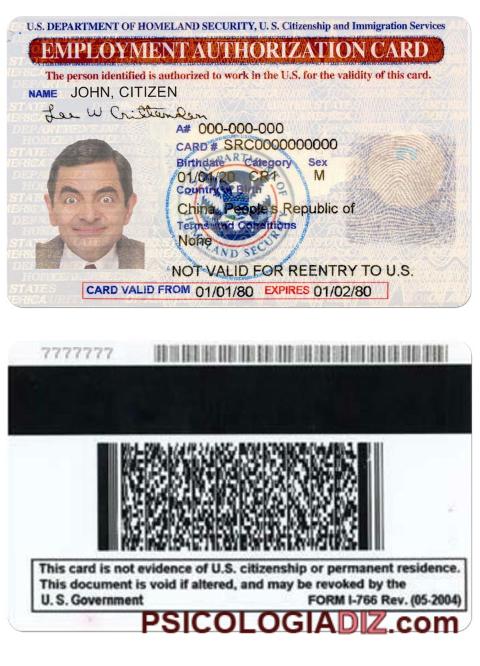 U.S. DEPARTMENT OF HOMELAND SECURITY, U. S. Citizenship and Immigration Services
EMPLOYMENT AUTHORIZATION CARD
The person identified is authorized to work in the U.S. for the validity of this card.
NAME JOHN, CITIZEN
Lee W Crittenden
A# 000-000-000
CARD # SRC0000000000
Birthdate Category Sex
01/01/20 CR1 M
Country of Birth
China, People's Republic of
Terms and Conditions
None
NOT VALID FOR REENTRY TO U.S.
CARD VALID FROM 01/01/80 EXPIRES 01/02/80
7777777
This card is not evidence of U.S. citizenship or permanent residence.
This document is void if altered, and may be revoked by the
U. S. Government FORM I-766 Rev. (05-2004)
PSICOLOGIADIZ.com